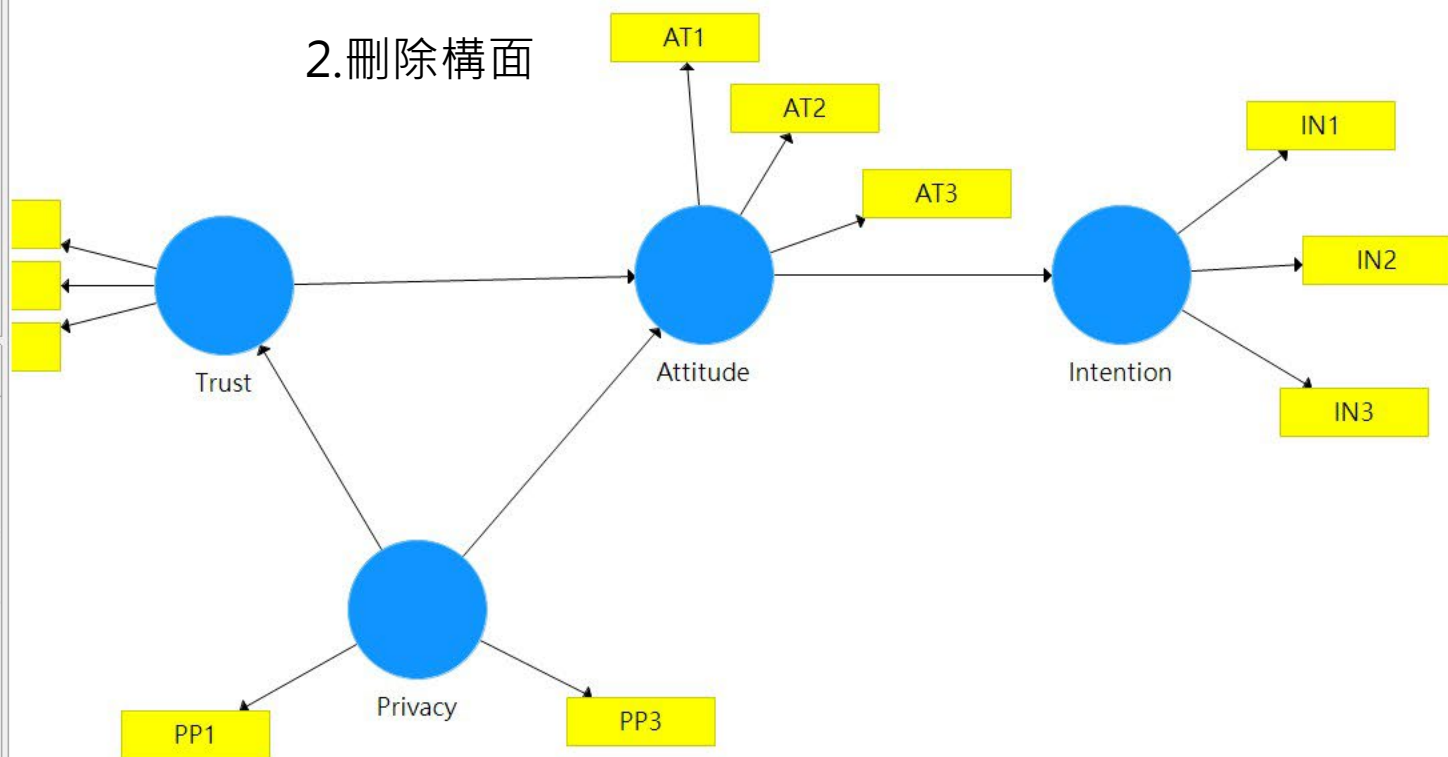 2.刪除構面
AT1
AT2
AT3
IN1
IN2
IN3
Trust
Attitude
Intention
Privacy
PP1
PP3